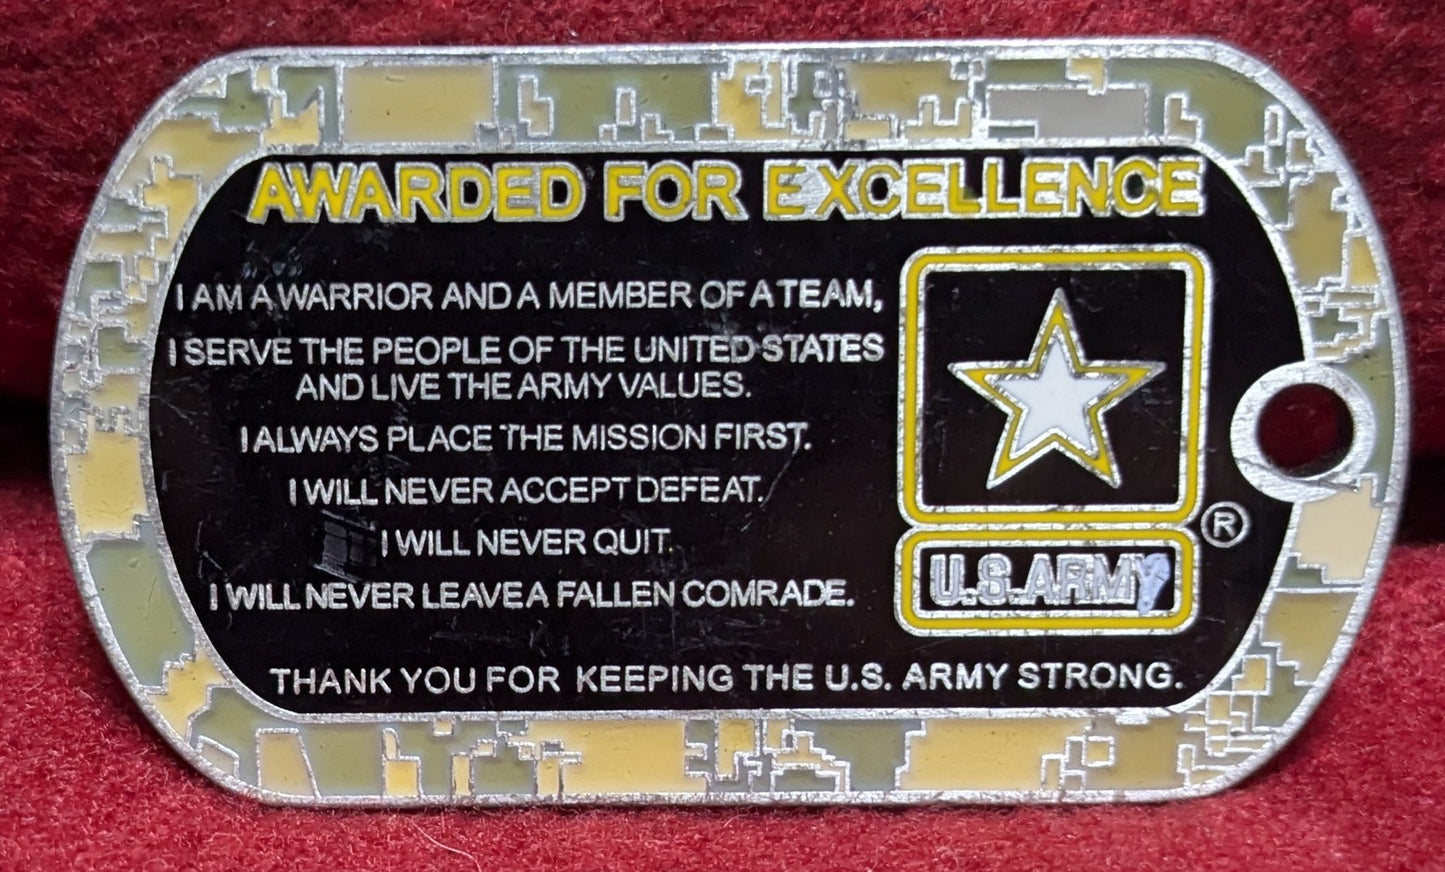 AWARDED FOR EXCELLENCE
I AM A WARRIOR AND A MEMBER OF A TEAM,
I SERVE THE PEOPLE OF THE UNITED STATES
AND LIVE THE ARMY VALUES.
I ALWAYS PLACE THE MISSION FIRST.
I WILL NEVER ACCEPT DEFEAT.
I WILL NEVER QUIT.
I WILL NEVER LEAVE A FALLEN COMRADE.
®
U.S.ARMY
THANK YOU FOR KEEPING THE U.S. ARMY STRONG.